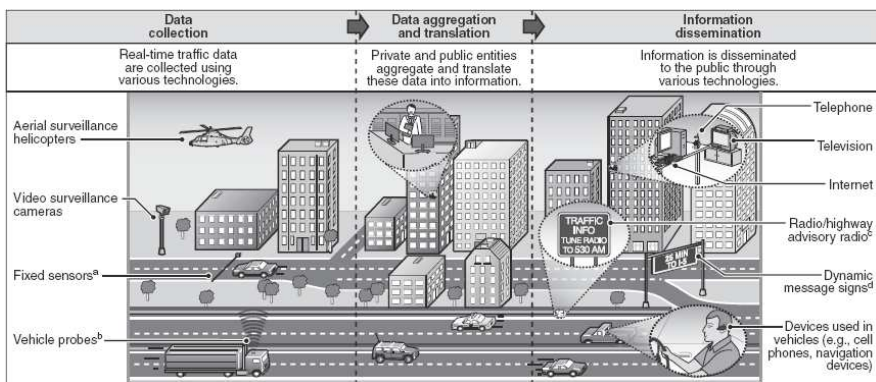 Data
collection
Data aggregation
and translation
Information
dissemination
Real-time traffic data
are collected using
various technologies.
Private and public entities
aggregate and translate
these data into information.
Information is disseminated
to the public through
various technologies.
Aerial surveillance
helicopters
Video surveillance
cameras
Fixed sensorsᵃ
Vehicle probesᵇ
Telephone
Television
Internet
Radio/highway
advisory radioᶜ
Dynamic
message signsᵈ
Devices used in
vehicles (e.g., cell
phones, navigation
devices)
TRAFFIC
INFO
TUNE RADIO
TO 530 AM
25 MIN